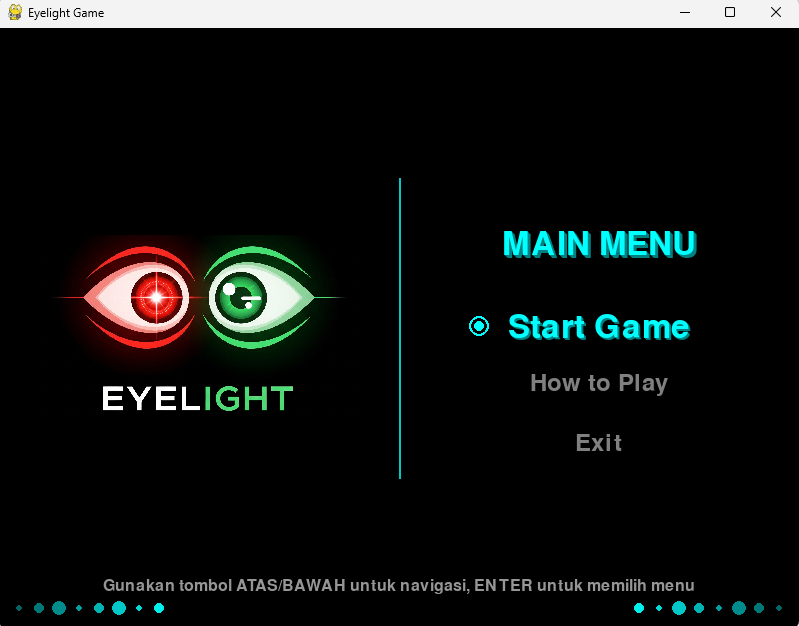 Eyelight Game
MAIN MENU
Start Game
How to Play
EYELIGHT
Exit
Gunakan tombol ATAS/BAWAH untuk navigasi, ENTER untuk memilih menu